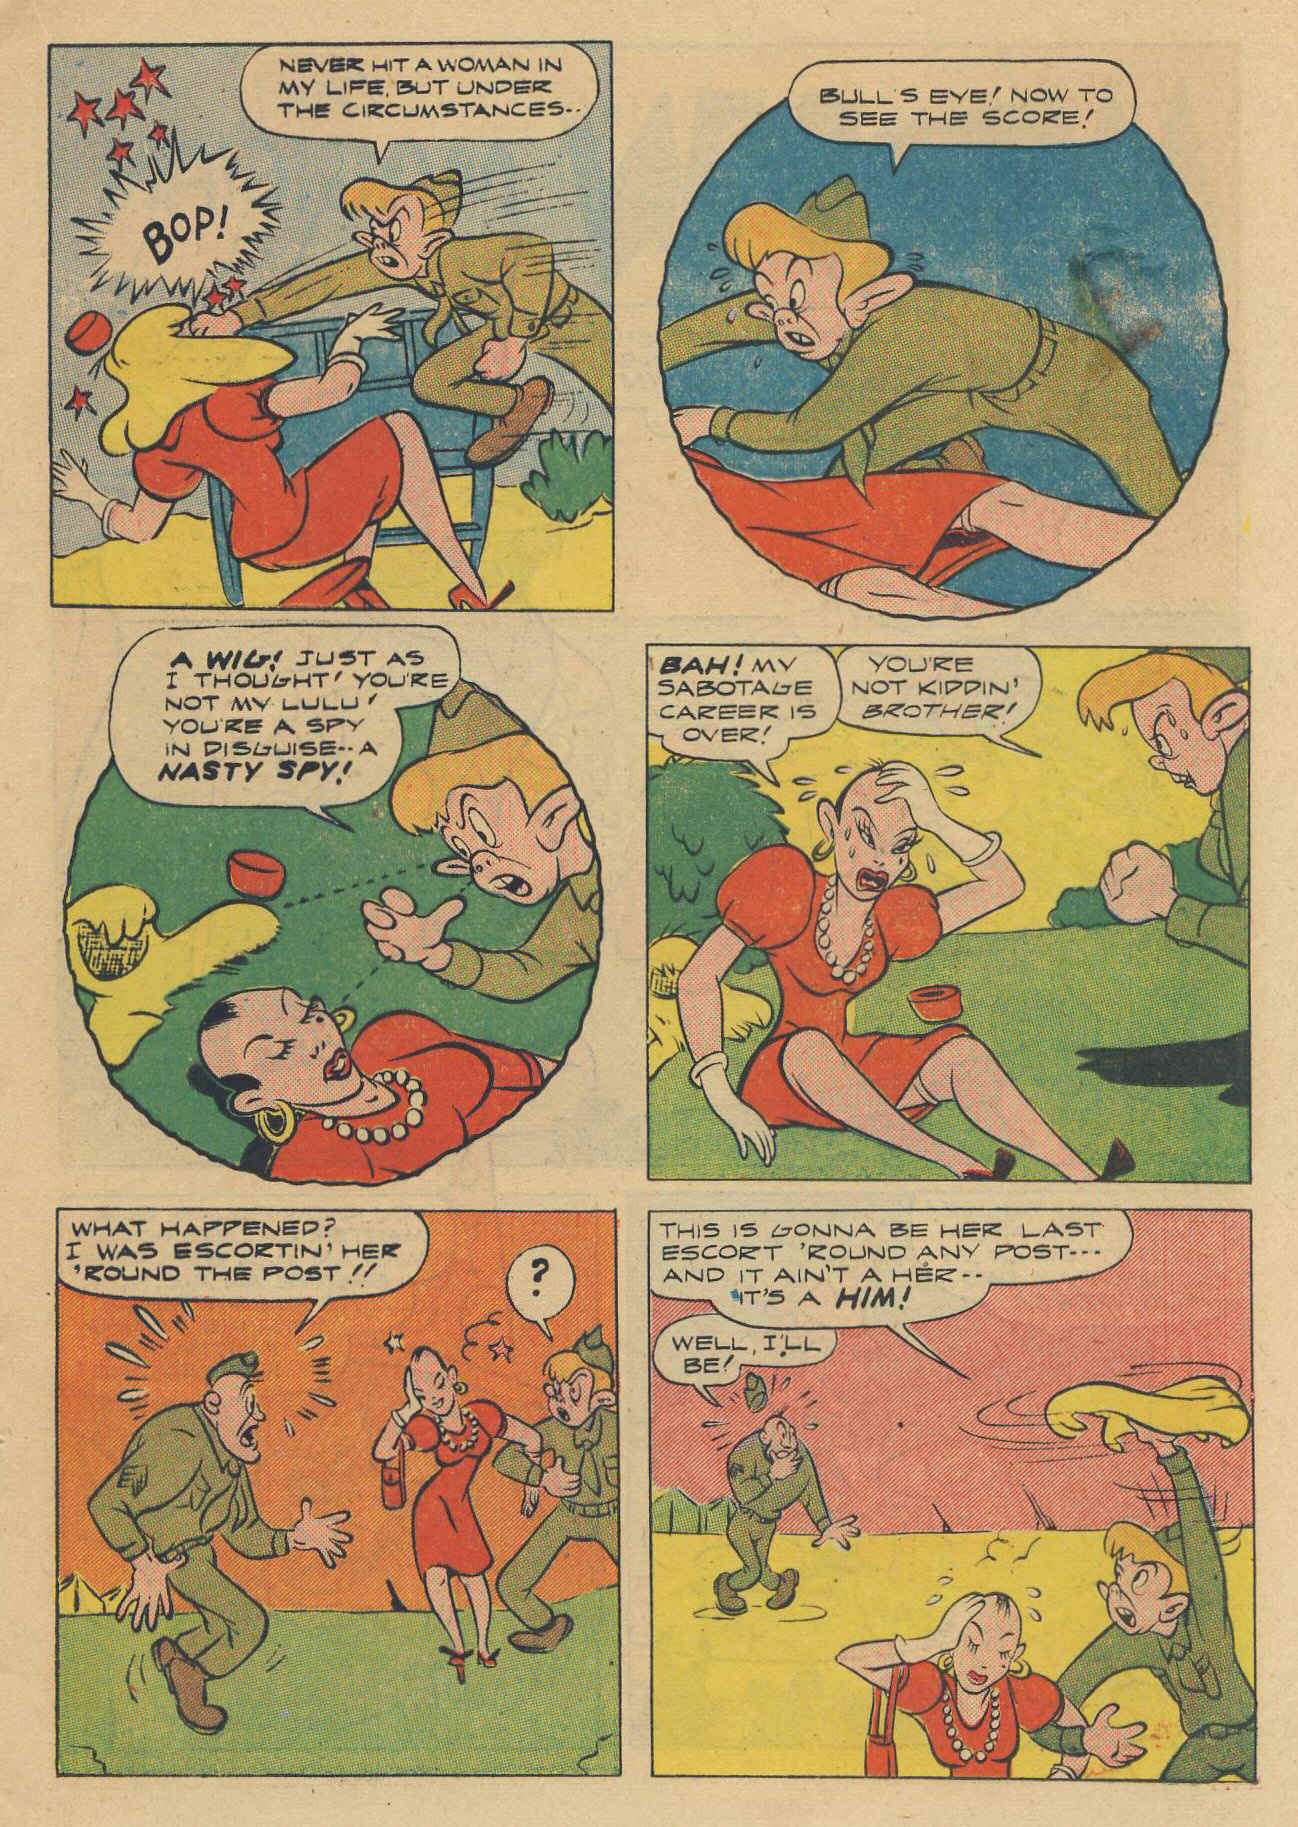 NEVER HIT A WOMAN IN
MY LIFE, BUT UNDER
THE CIRCUMSTANCES--
BOP!
BULL'S EYE! NOW TO
SEE THE SCORE!
A WIG! JUST AS
I THOUGHT! YOU'RE
NOT MY LULU!
YOU'RE A SPY
IN DISGUISE--A
NASTY SPY!
BAH! MY
SABOTAGE
CAREER IS
OVER!
YOU'RE
NOT KIDDIN'
BROTHER!
WHAT HAPPENED?
I WAS ESCORTIN' HER
'ROUND THE POST!!
?
THIS IS GONNA BE HER LAST
ESCORT 'ROUND ANY POST---
AND IT AIN'T A HER--
IT'S A HIM!
WELL, I'LL
BE!